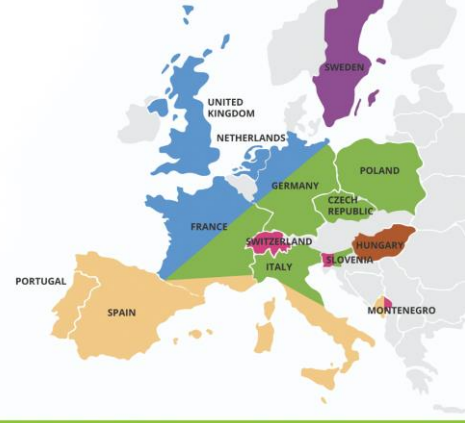 SWEDEN
UNITED
KINGDOM
NETHERLANDS
POLAND
GERMANY
CZECH
REPUBLIC
FRANCE
SWITZERLAND
HUNGARY
SLOVENIA
ITALY
PORTUGAL
SPAIN
MONTENEGRO